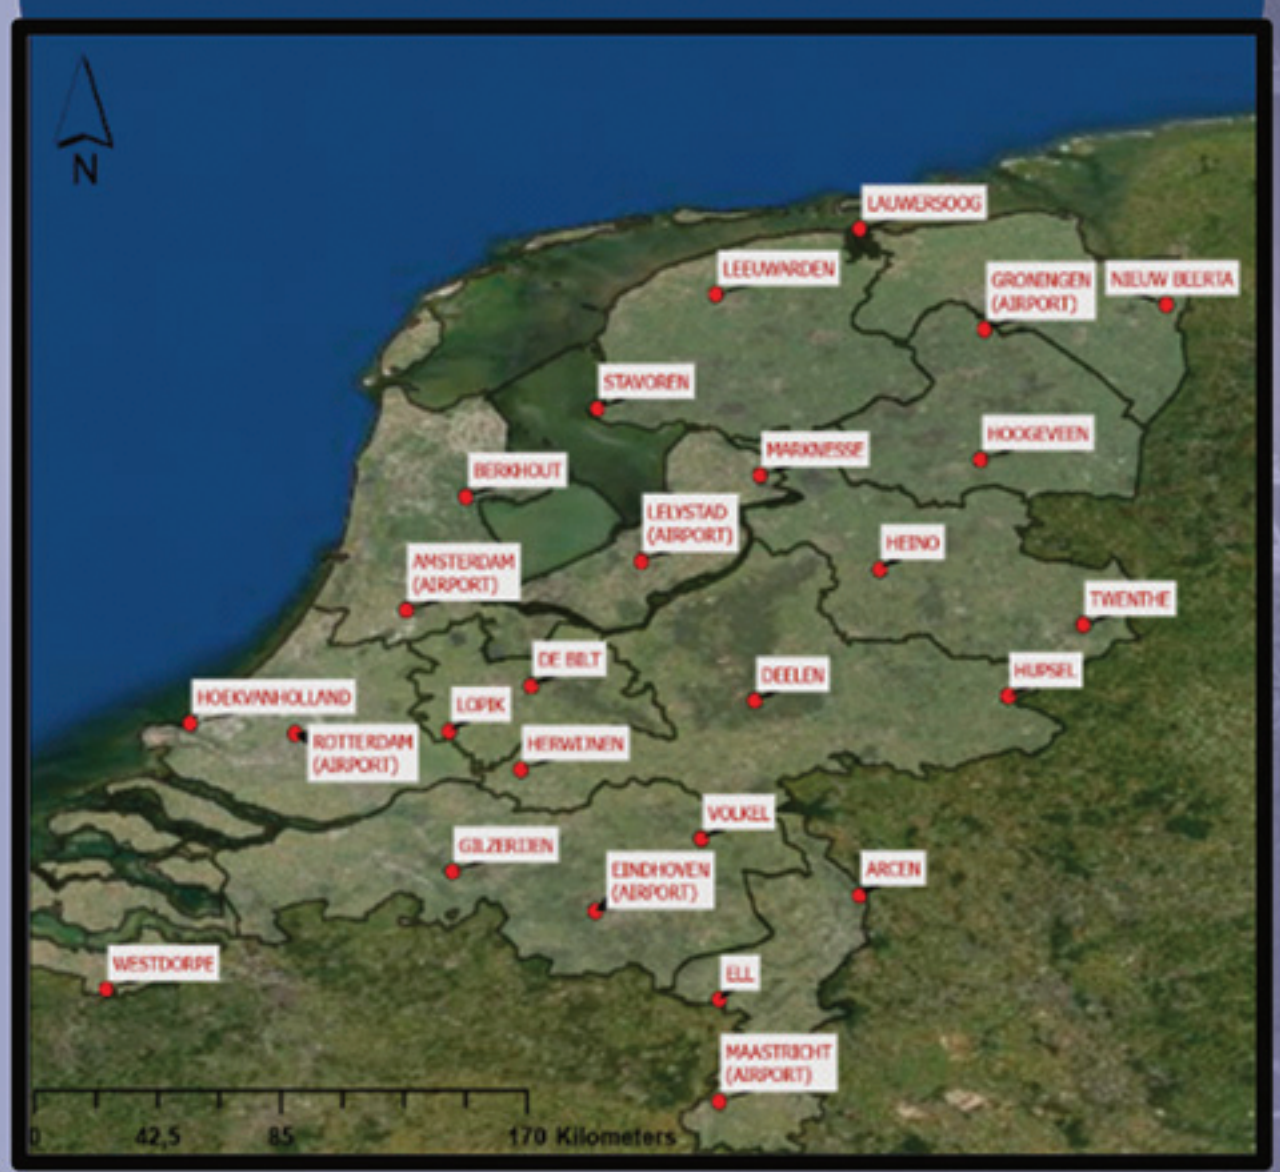 N
LAUWERSOOG
LEEUWARDEN
GRONINGEN
(AIRPORT)
NIEUW BEERTA
STAVOREN
HOOGEVEEN
MARKNESSE
BERKHOUT
LELYSTAD
(AIRPORT)
HEINO
AMSTERDAM
(AIRPORT)
TWENTHE
DE BILT
HUPSEL
DEELEN
HOEKVANHOLLAND
LOPIK
ROTTERDAM
(AIRPORT)
HERWIJNEN
VOLKEL
GILZERIJEN
EINDHOVEN
(AIRPORT)
ARCEN
WESTDORPE
ELL
MAASTRICHT
(AIRPORT)
0 42,5 85 170 Kilometers